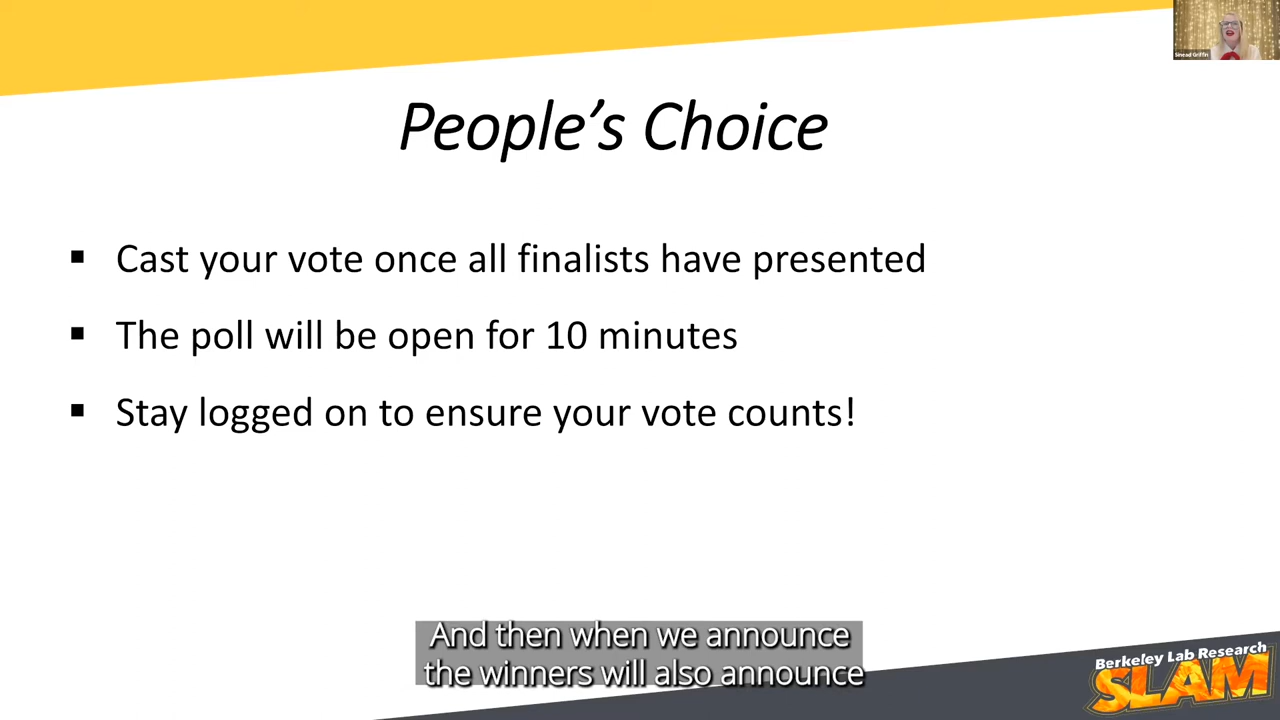 Sinead Griffin
People's Choice
▪ Cast your vote once all finalists have presented
▪ The poll will be open for 10 minutes
▪ Stay logged on to ensure your vote counts!
And then when we announce
the winners will also announce
Berkeley Lab Research
SLAM